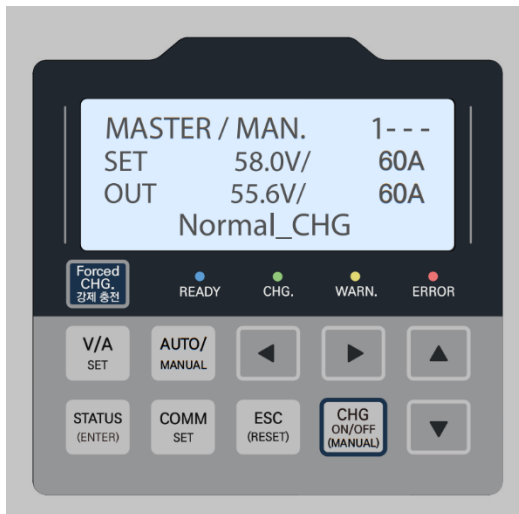 MASTER / MAN. 1---
SET 58.0V/ 60A
OUT 55.6V/ 60A
Normal_CHG
Forced
CHG.
강제 충전
READY CHG. WARN. ERROR
V/A
SET
AUTO/
MANUAL
STATUS
(ENTER)
COMM
SET
ESC
(RESET)
CHG
ON/OFF
(MANUAL)